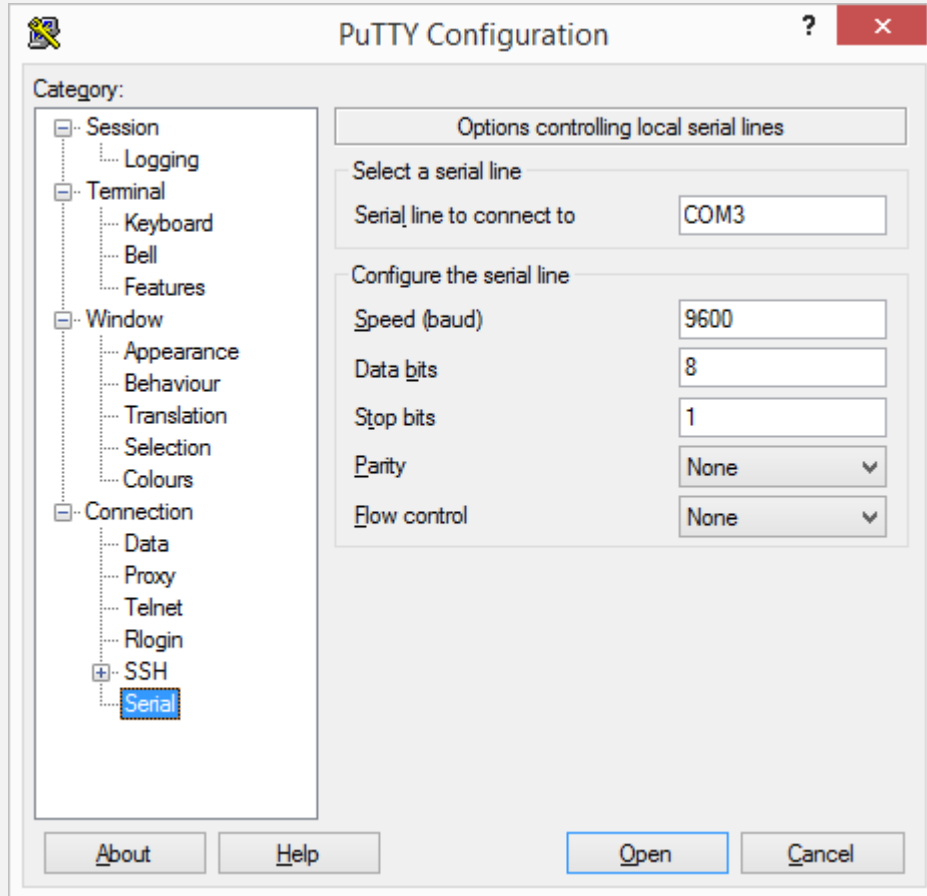 PuTTY Configuration
?
Category:
Session
Logging
Terminal
Keyboard
Bell
Features
Window
Appearance
Behaviour
Translation
Selection
Colours
Connection
Data
Proxy
Telnet
Rlogin
SSH
Serial
Options controlling local serial lines
Select a serial line
Serial line to connect to COM3
Configure the serial line
Speed (baud) 9600
Data bits 8
Stop bits 1
Parity None
Flow control None
About Help Open Cancel